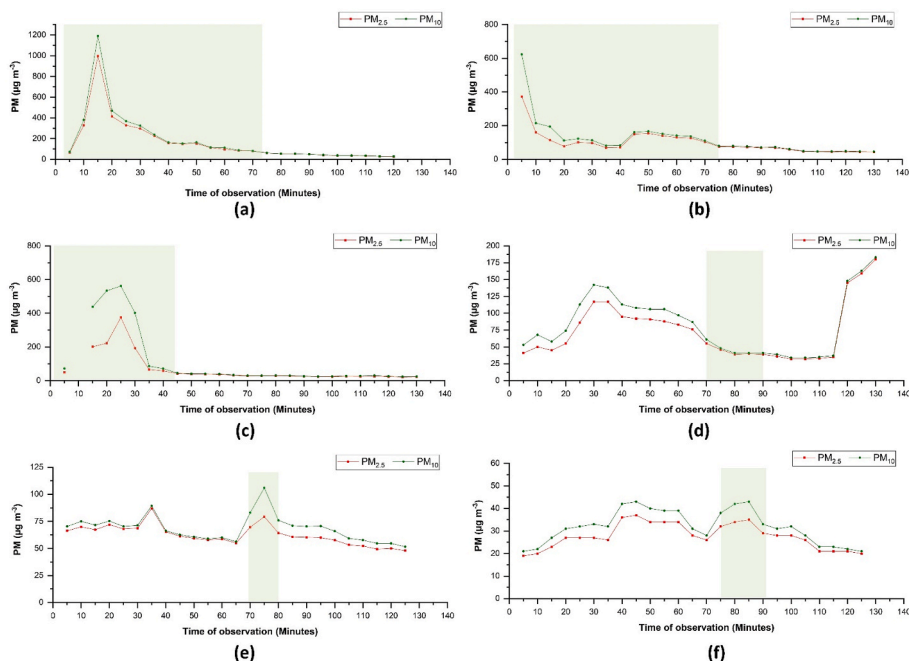 PM2.5 PM10 PM2.5 PM10
PM (µg m-3)
1200
1000
800
600
400
200
0
0 10 20 30 40 50 60 70 80 90 100 110 120 130 140
Time of observation (Minutes)
(a)
PM (µg m-3)
800
600
400
200
0
0 10 20 30 40 50 60 70 80 90 100 110 120 130 140
Time of observation (Minutes)
(b)
PM2.5 PM10
PM (µg m-3)
800
600
400
200
0
0 10 20 30 40 50 60 70 80 90 100 110 120 130 140
Time of observation (Minutes)
(c)
PM2.5 PM10
PM (µg m-3)
200
175
150
125
100
75
50
25
0
0 10 20 30 40 50 60 70 80 90 100 110 120 130 140
Time of observation (Minutes)
(d)
PM2.5 PM10
PM (µg m-3)
125
100
75
50
25
0
0 10 20 30 40 50 60 70 80 90 100 110 120 130 140
Time of observation (Minutes)
(e)
PM2.5 PM10
PM (µg m-3)
60
50
40
30
20
10
0
0 10 20 30 40 50 60 70 80 90 100 110 120 130 140
Time of observation (Minutes)
(f)